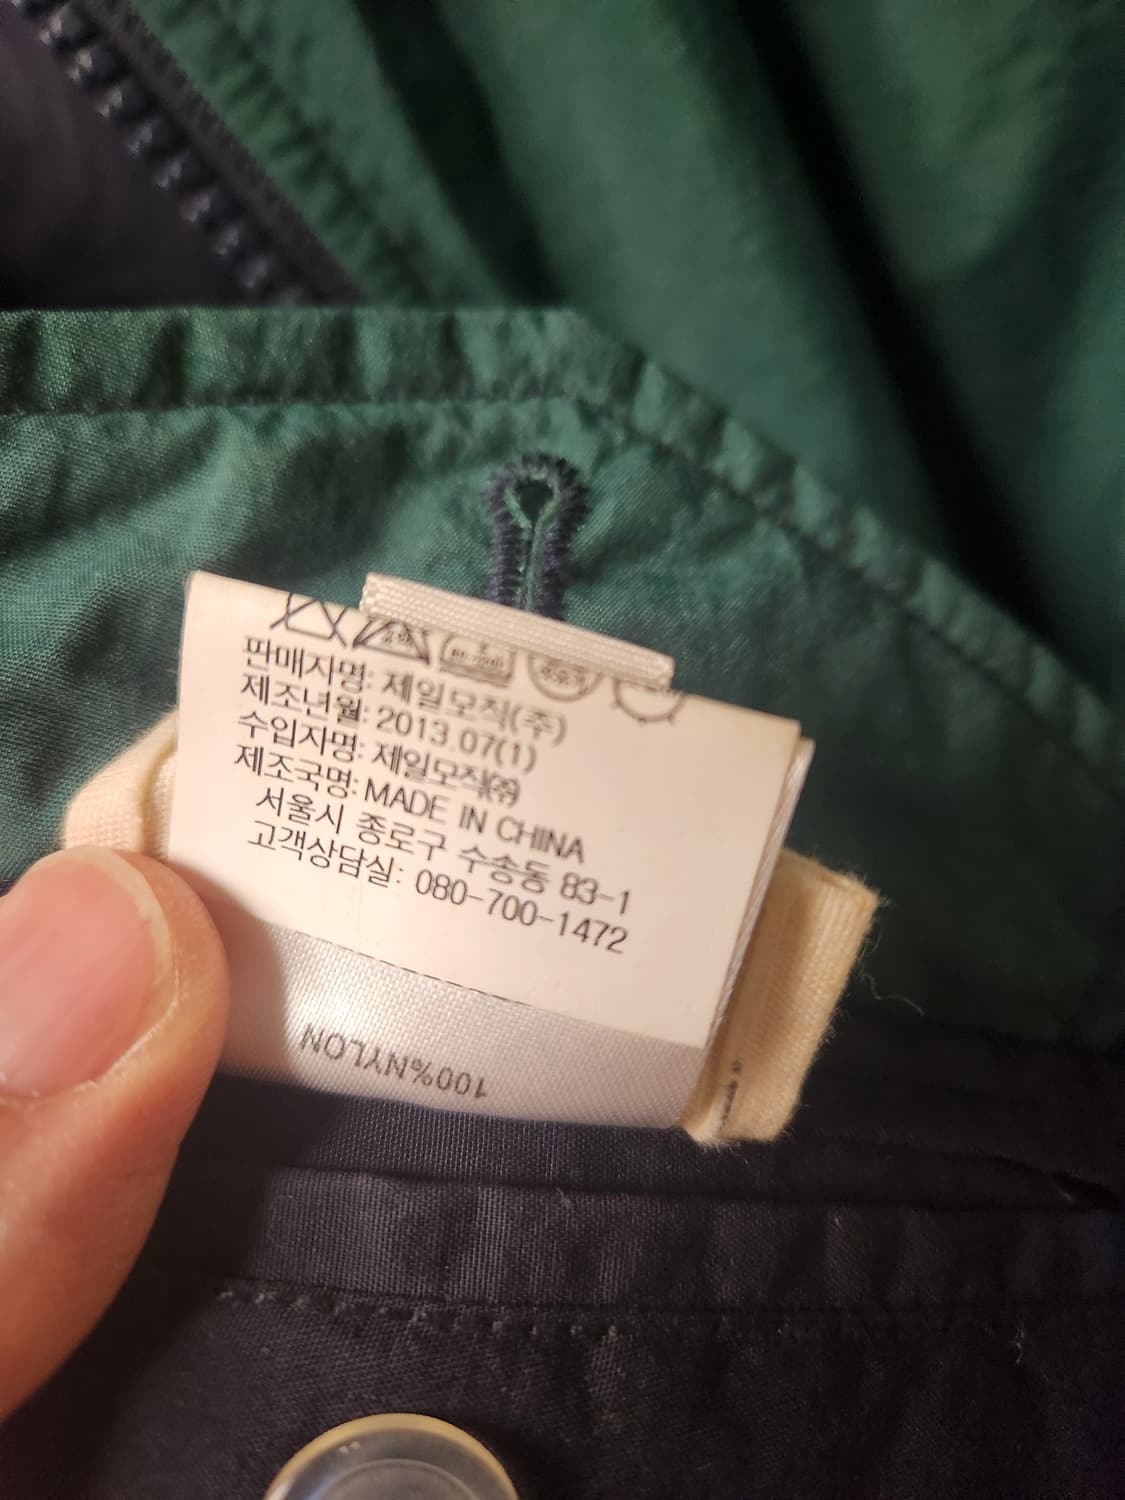 판매자명: 제일모직(주)
제조년월: 2013.07(1)
수입자명: 제일모직(주)
제조국명: MADE IN CHINA
서울시 종로구 수송동 83-1
고객상담실: 080-700-1472
100%NYLON